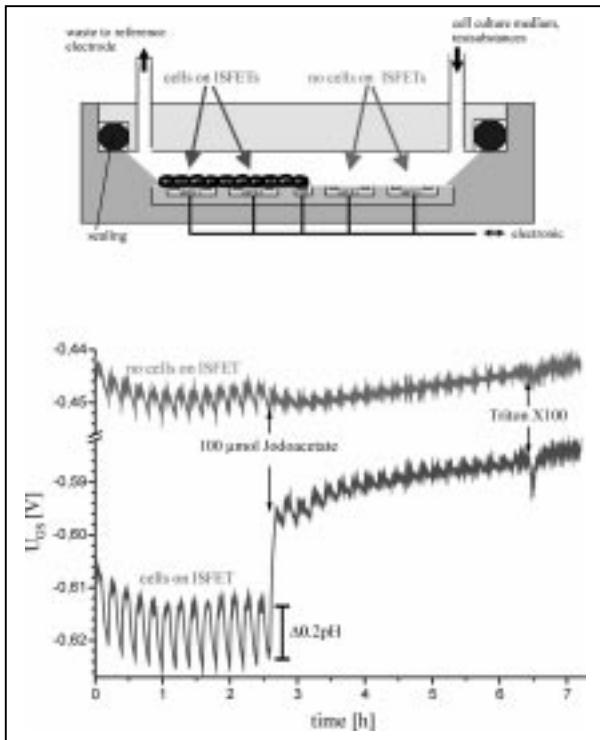 waste to reference
electrode
cell culture medium,
testsubstances
cells on ISFETs
no cells on ISFETs
sealing
electronic
-0.44
no cells on ISFET
-0.45
100 µmol Jodoacetate
Triton X100
-0.59
U_GS [V]
-0.60
cells on ISFET
-0.61
Δ0.2pH
-0.62
0 1 2 3 4 5 6 7
time [h]